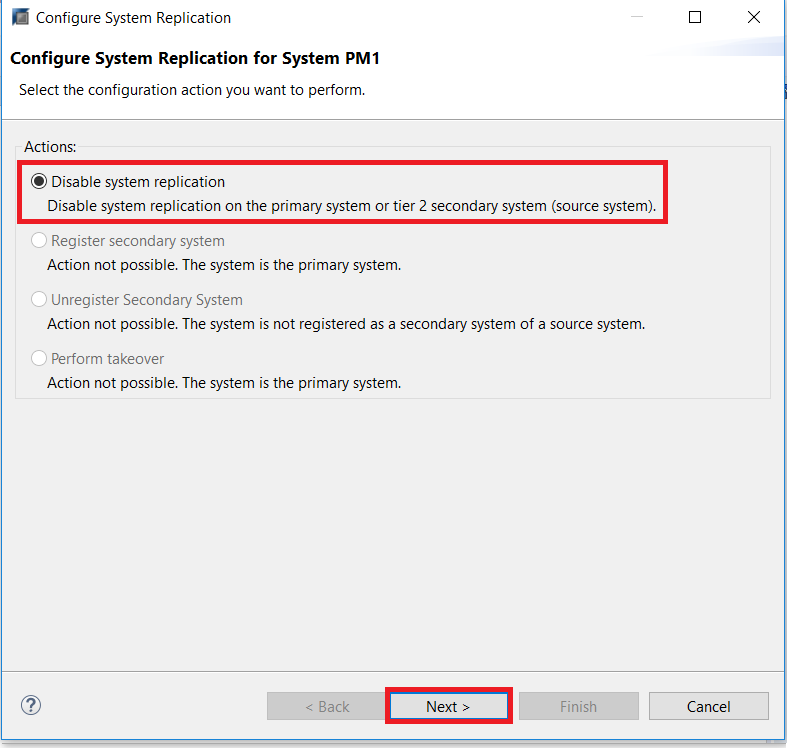 Configure System Replication
Configure System Replication for System PM1
Select the configuration action you want to perform.
Actions:
Disable system replication
Disable system replication on the primary system or tier 2 secondary system (source system).
Register secondary system
Action not possible. The system is the primary system.
Unregister Secondary System
Action not possible. The system is not registered as a secondary system of a source system.
Perform takeover
Action not possible. The system is the primary system.
? < Back Next > Finish Cancel